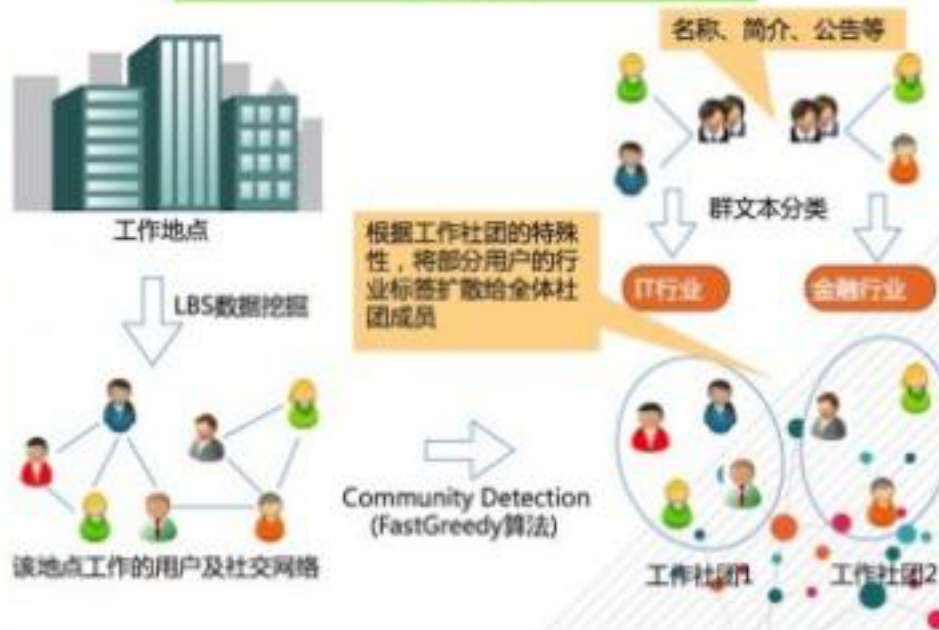 名称、简介、公告等
工作地点
群文本分类
根据工作社团的特殊
性，将部分用户的行
业标签扩散给全体社
团成员
IT行业
金融行业
LBS数据挖掘
Community Detection
(FastGreedy算法)
该地点工作的用户及社交网络
工作社团1
工作社团2